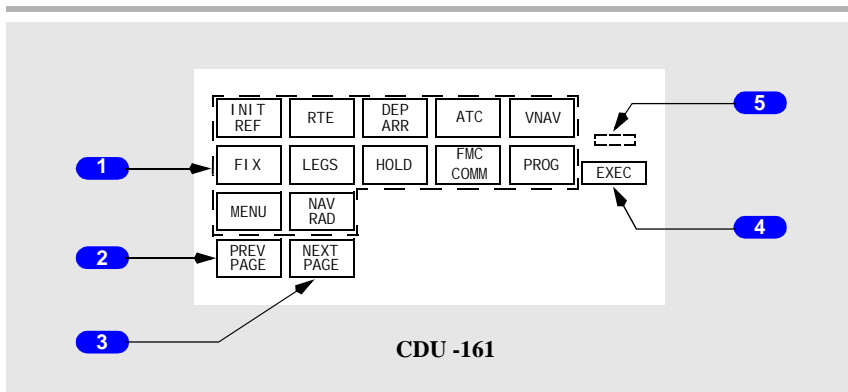 INIT REF
RTE
DEP ARR
ATC
VNAV
5
1
FIX
LEGS
HOLD
FMC COMM
PROG
EXEC
MENU
NAV RAD
4
2
PREV PAGE
NEXT PAGE
3
CDU -161